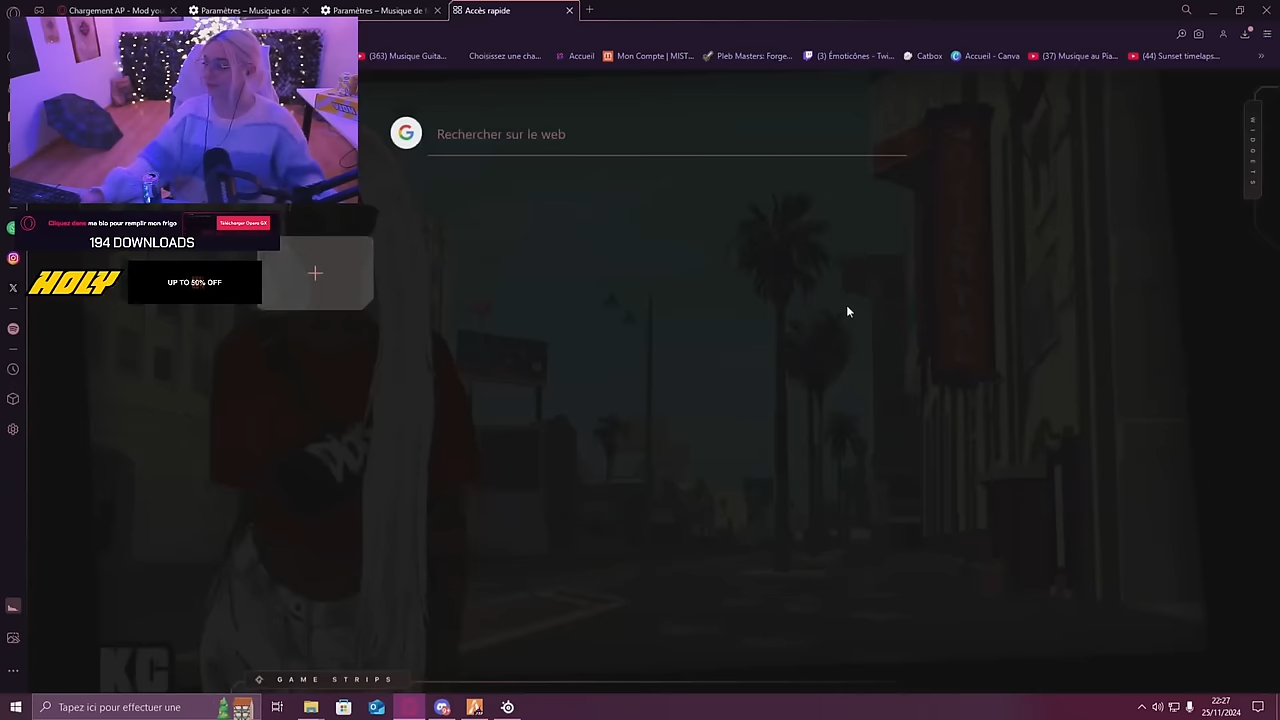 Chargement AP - Mod you
Paramètres – Musique de f
Paramètres – Musique de f
Accès rapide
(363) Musique Guita...
Choisissez une cha...
Accueil
Mon Compte | MIST...
Pleb Masters: Forge...
(3) Émoticônes - Twi...
Catbox
Accueil - Canva
(37) Musique au Pia...
(44) Sunset timelaps...
Rechercher sur le web
WIDGETS
Cliquez dans ma bio pour remplir mon frigo
Télécharger Opera GX
194 DOWNLOADS
HOLY
UP TO 50% OFF
KC
GAME STRIPS
Tapez ici pour effectuer une
22:27
25/11/2024